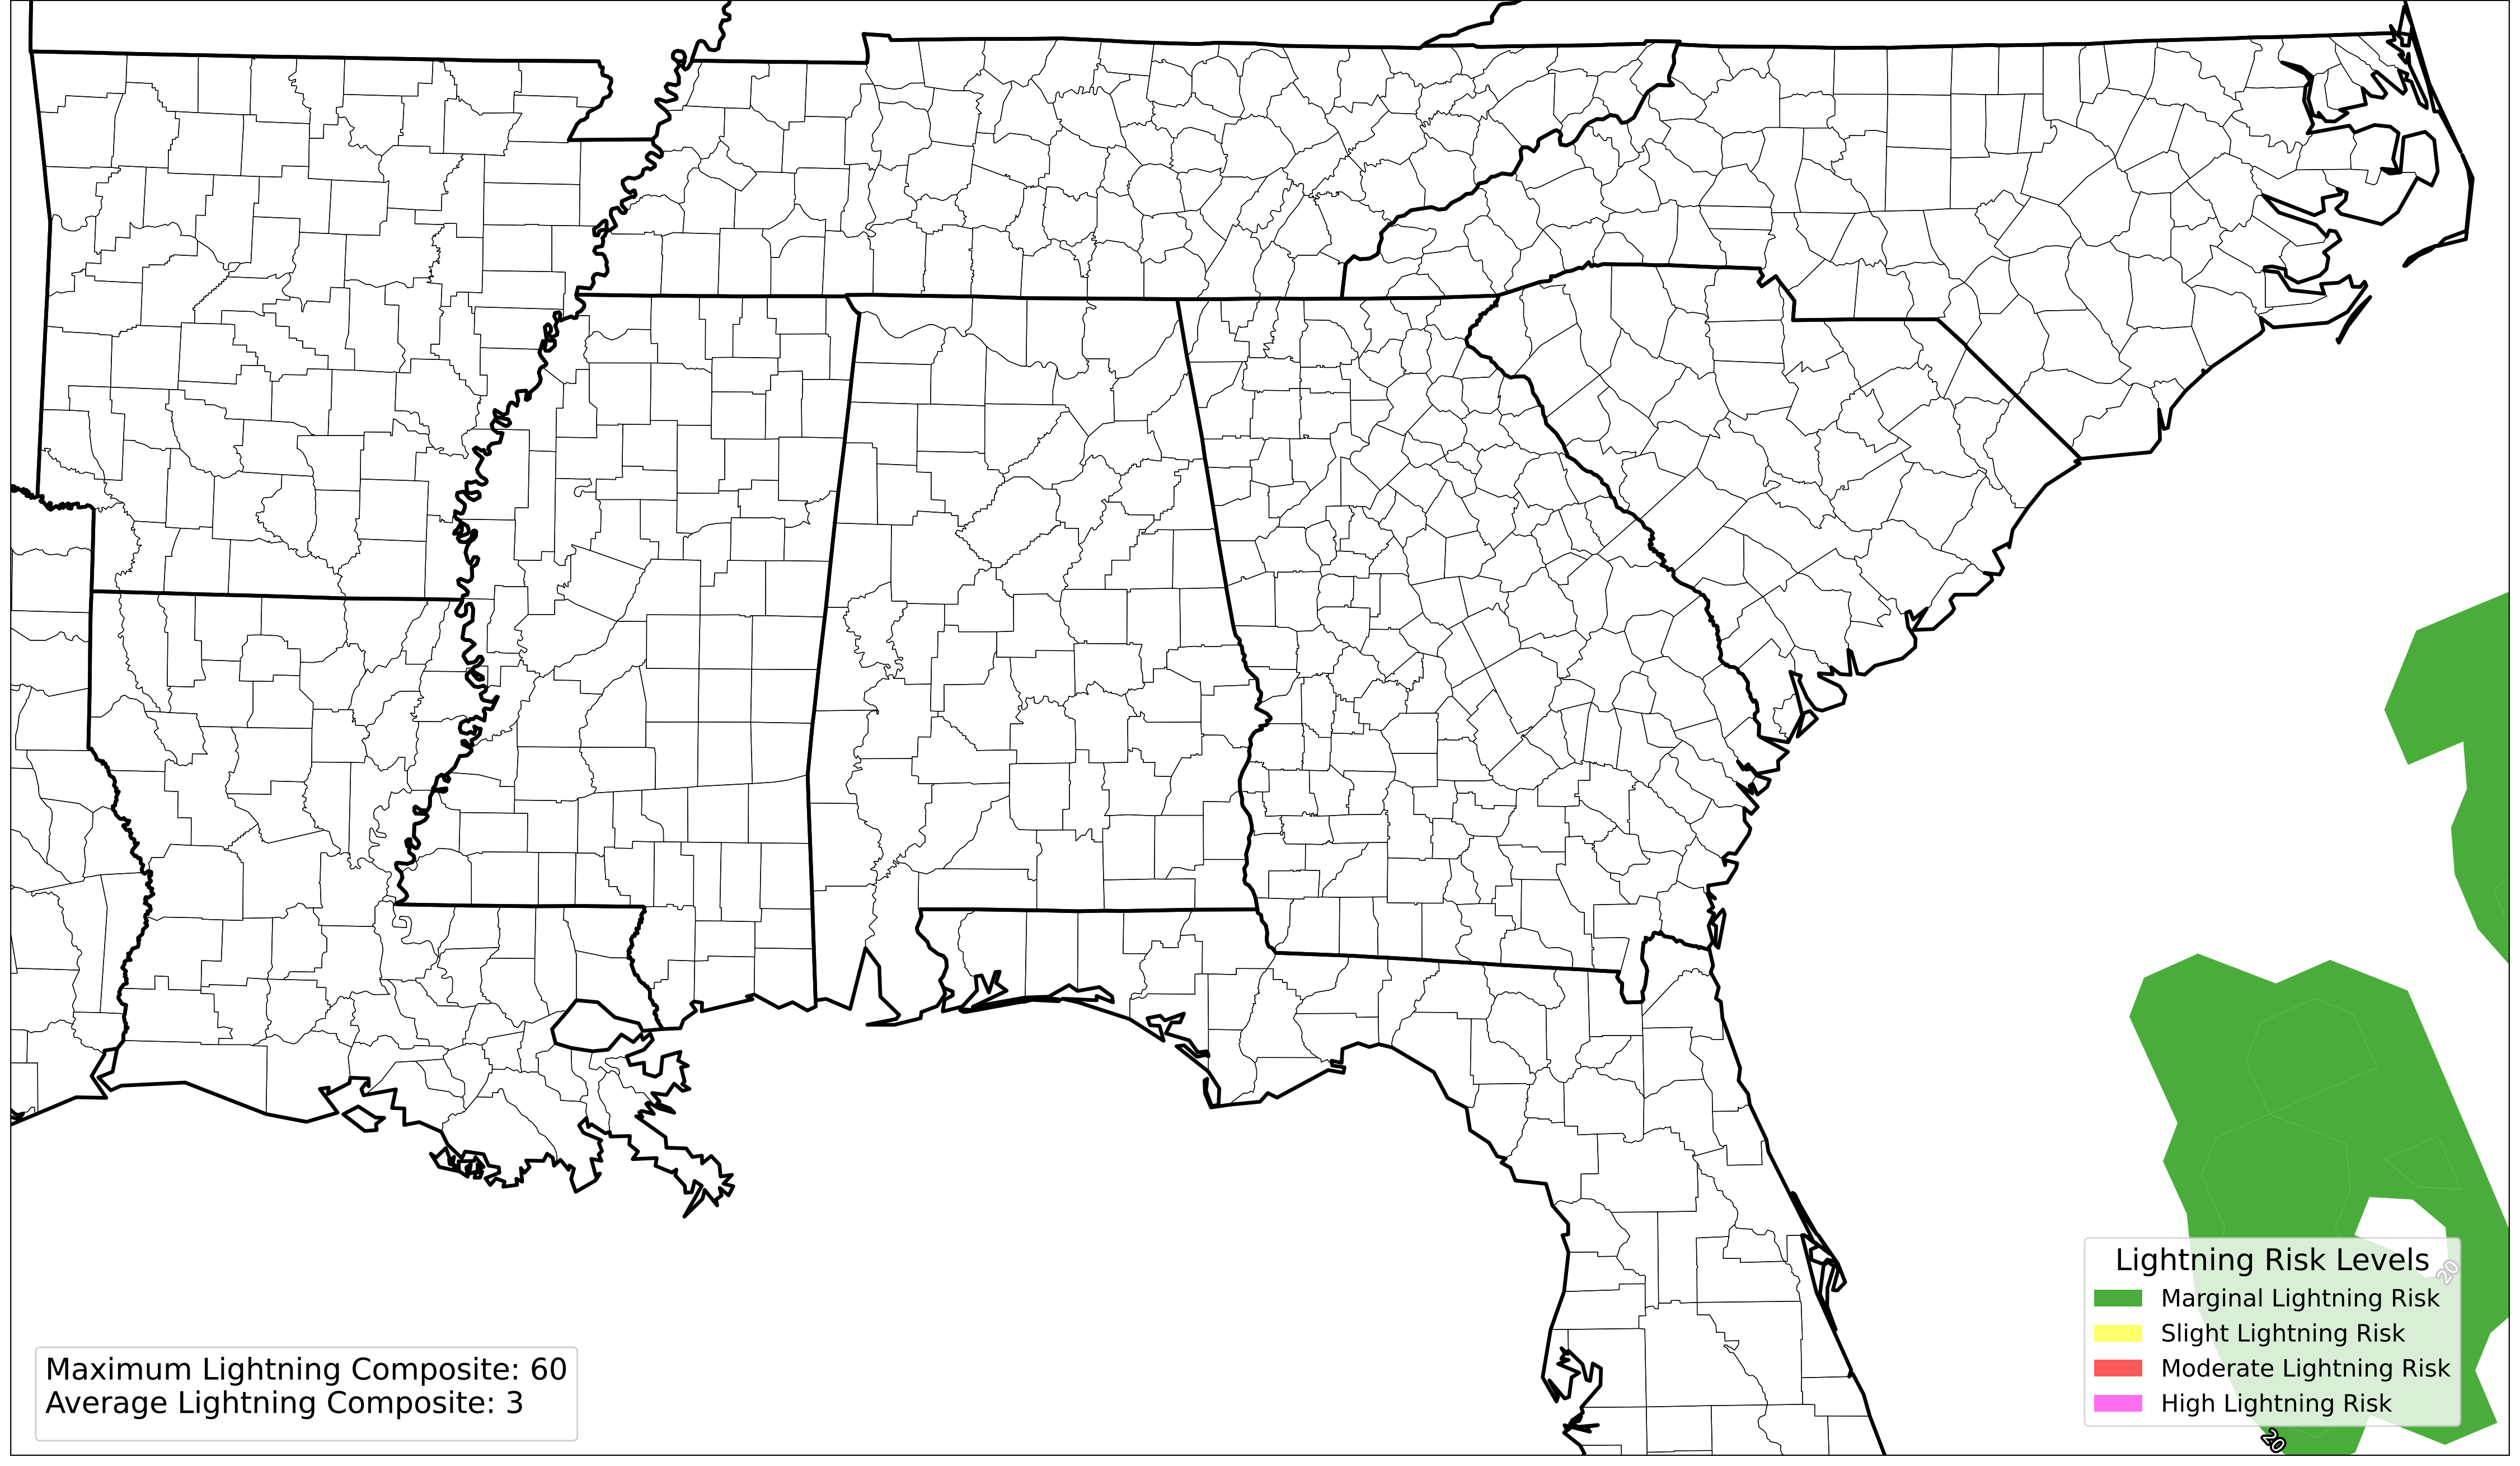 Maximum Lightning Composite: 60
Average Lightning Composite: 3
Lightning Risk Levels
Marginal Lightning Risk
Slight Lightning Risk
Moderate Lightning Risk
High Lightning Risk
20
20